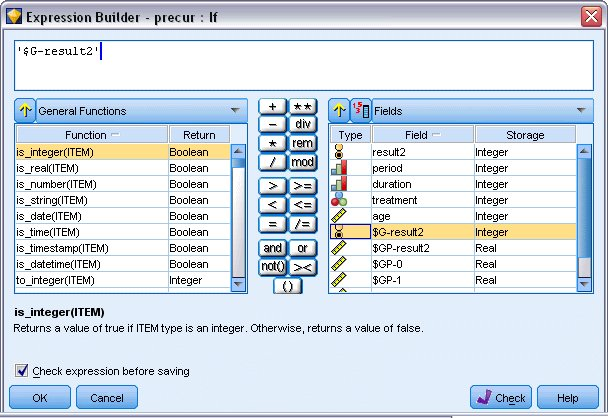 Expression Builder - precur : If
'$G-result2'
General Functions
Fields
Function Return
Type Field Storage
is_integer(ITEM) Boolean
is_real(ITEM) Boolean
is_number(ITEM) Boolean
is_string(ITEM) Boolean
is_date(ITEM) Boolean
is_time(ITEM) Boolean
is_timestamp(ITEM) Boolean
is_datetime(ITEM) Boolean
to_integer(ITEM) Integer
+ **
- div
* rem
/ mod
> >=
< <=
= /=
and or
not() ><
()
result2 Integer
period Integer
duration Integer
treatment Integer
age Integer
$G-result2 Integer
$GP-result2 Real
$GP-0 Real
$GP-1 Real
is_integer(ITEM)
Returns a value of true if ITEM type is an integer. Otherwise, returns a value of false.
Check expression before saving
OK Cancel Check Help